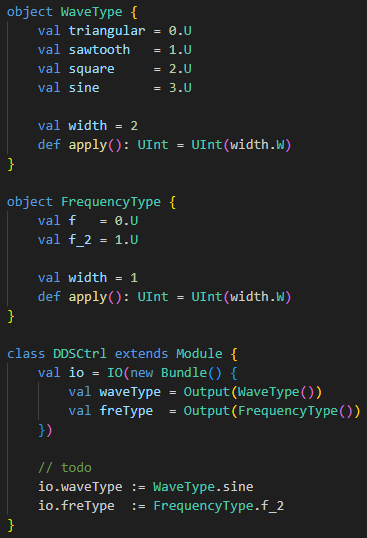 object WaveType {
    val triangular = 0.U
    val sawtooth   = 1.U
    val square     = 2.U
    val sine       = 3.U

    val width = 2
    def apply(): UInt = UInt(width.W)
}

object FrequencyType {
    val f   = 0.U
    val f_2 = 1.U

    val width = 1
    def apply(): UInt = UInt(width.W)
}

class DDSCtrl extends Module {
    val io = IO(new Bundle() {
        val waveType = Output(WaveType())
        val freType  = Output(FrequencyType())
    })

    // todo
    io.waveType := WaveType.sine
    io.freType  := FrequencyType.f_2
}